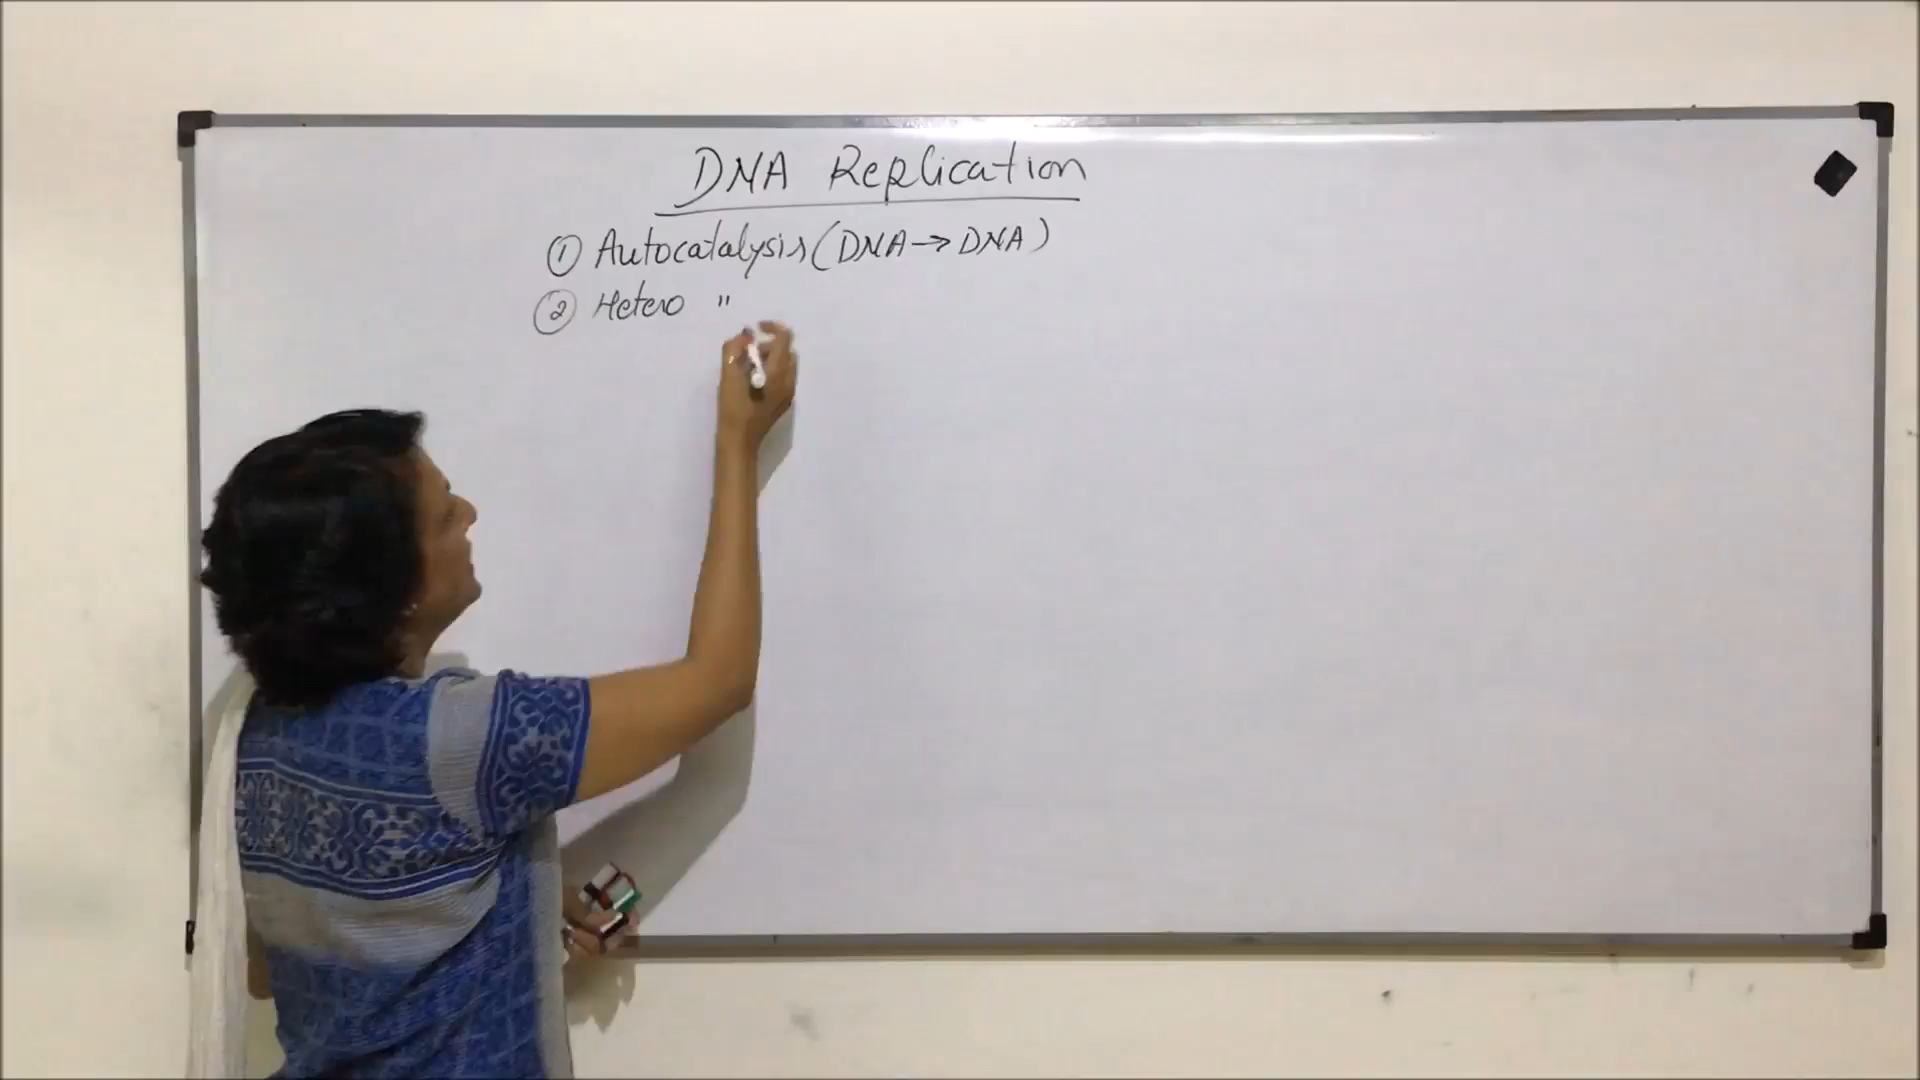 DNA Replication
① Autocatalysis (DNA → DNA)
② Hetero "